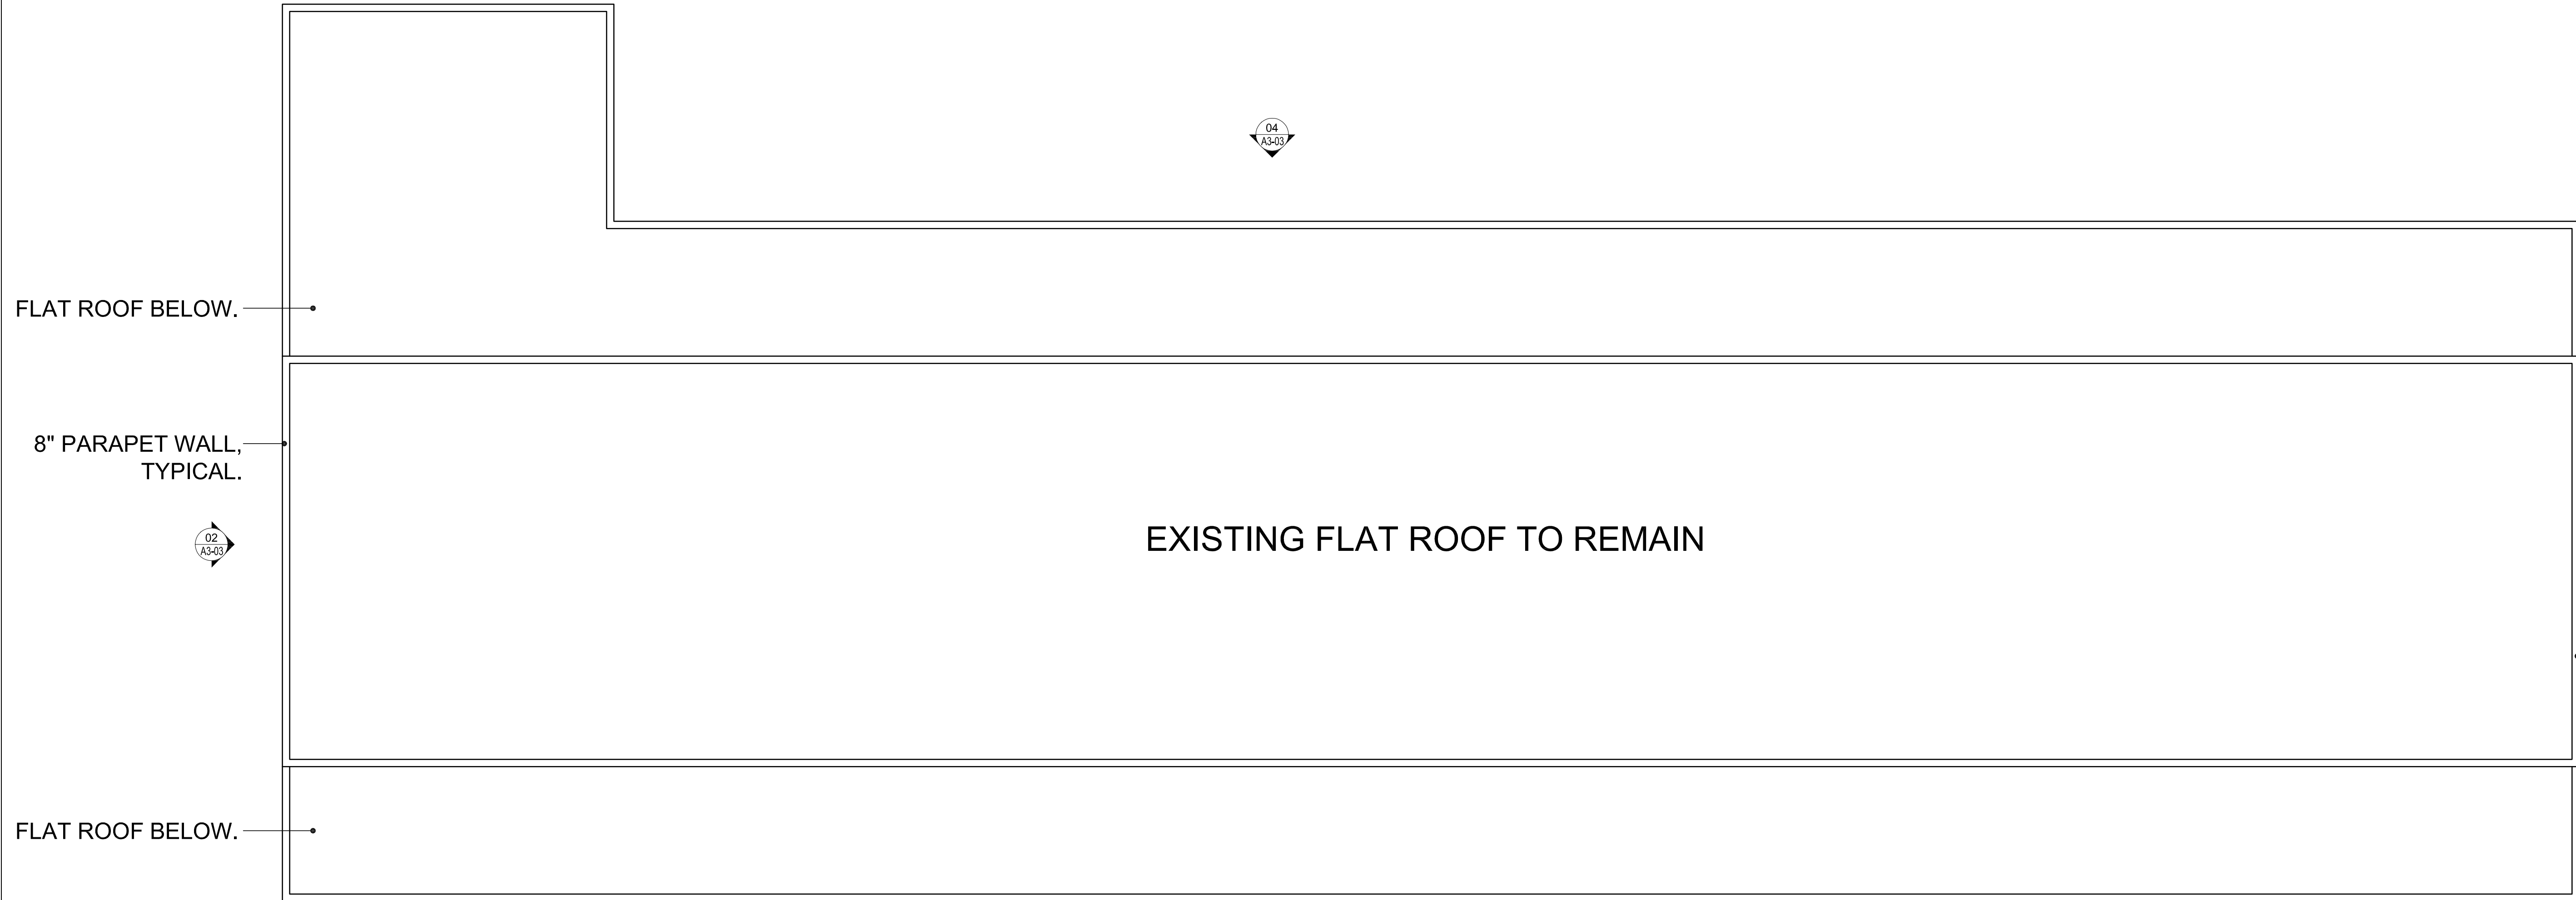 04
A3-03
FLAT ROOF BELOW.
8" PARAPET WALL,
TYPICAL.
02
A3-03
EXISTING FLAT ROOF TO REMAIN
FLAT ROOF BELOW.